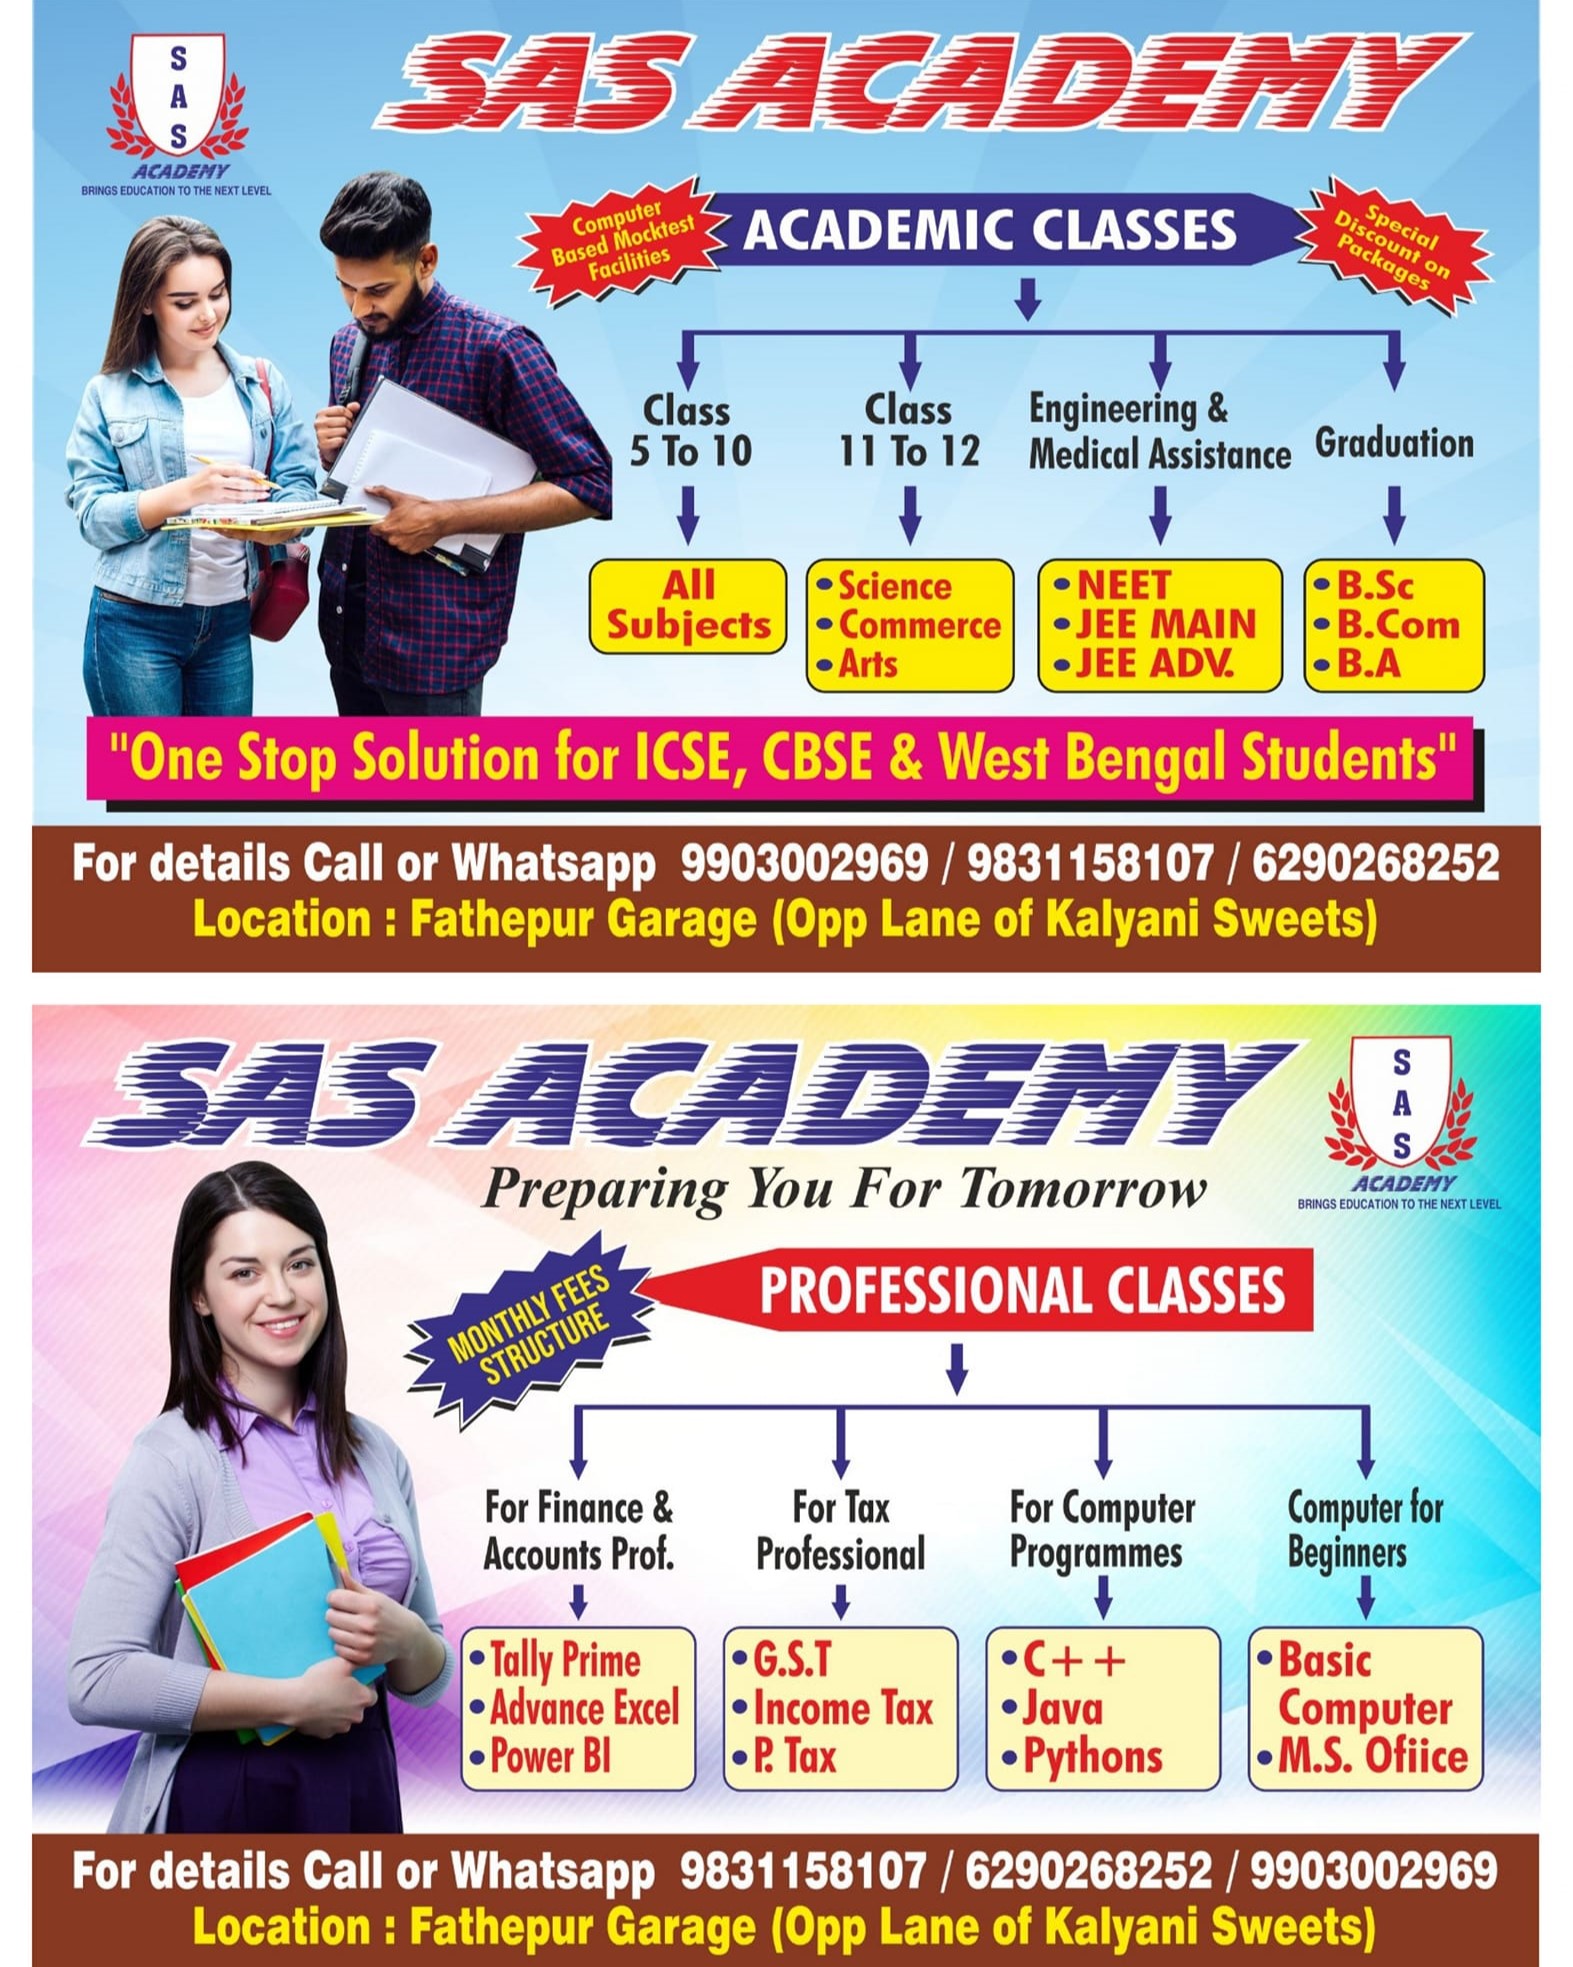 S
A
S
ACADEMY
BRINGS EDUCATION TO THE NEXT LEVEL
SAS ACADEMY
Computer
Based Mocktest
Facilities
ACADEMIC CLASSES
Special
Discount on
Packages
Class
5 To 10
Class
11 To 12
Engineering &
Medical Assistance
Graduation
All
Subjects
• Science
• Commerce
• Arts
• NEET
• JEE MAIN
• JEE ADV.
• B.Sc
• B.Com
• B.A
"One Stop Solution for ICSE, CBSE & West Bengal Students"
For details Call or Whatsapp 9903002969 / 9831158107 / 6290268252
Location : Fathepur Garage (Opp Lane of Kalyani Sweets)
SAS ACADEMY
S
A
S
ACADEMY
BRINGS EDUCATION TO THE NEXT LEVEL
Preparing You For Tomorrow
MONTHLY FEES
STRUCTURE
PROFESSIONAL CLASSES
For Finance &
Accounts Prof.
For Tax
Professional
For Computer
Programmes
Computer for
Beginners
• Tally Prime
• Advance Excel
• Power BI
• G.S.T
• Income Tax
• P. Tax
• C++
• Java
• Pythons
• Basic
Computer
• M.S. Ofiice
For details Call or Whatsapp 9831158107 / 6290268252 / 9903002969
Location : Fathepur Garage (Opp Lane of Kalyani Sweets)